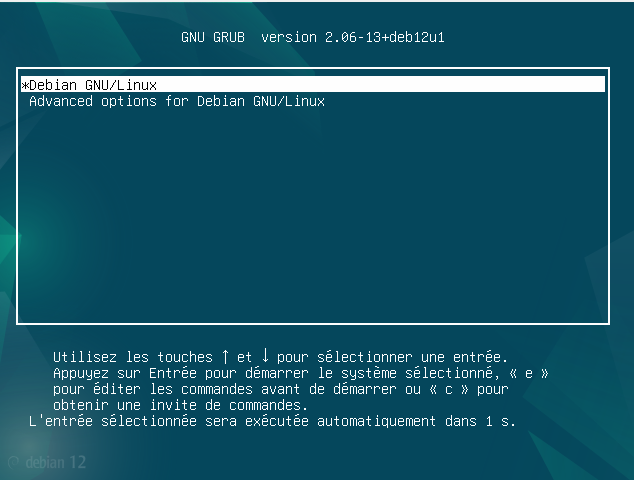 GNU GRUB  version 2.06-13+deb12u1
*Debian GNU/Linux
Advanced options for Debian GNU/Linux
Utilisez les touches ↑ et ↓ pour sélectionner une entrée.
Appuyez sur Entrée pour démarrer le système sélectionné, « e »
pour éditer les commandes avant de démarrer ou « c » pour
obtenir une invite de commandes.
L'entrée sélectionnée sera exécutée automatiquement dans 1 s.
debian 12